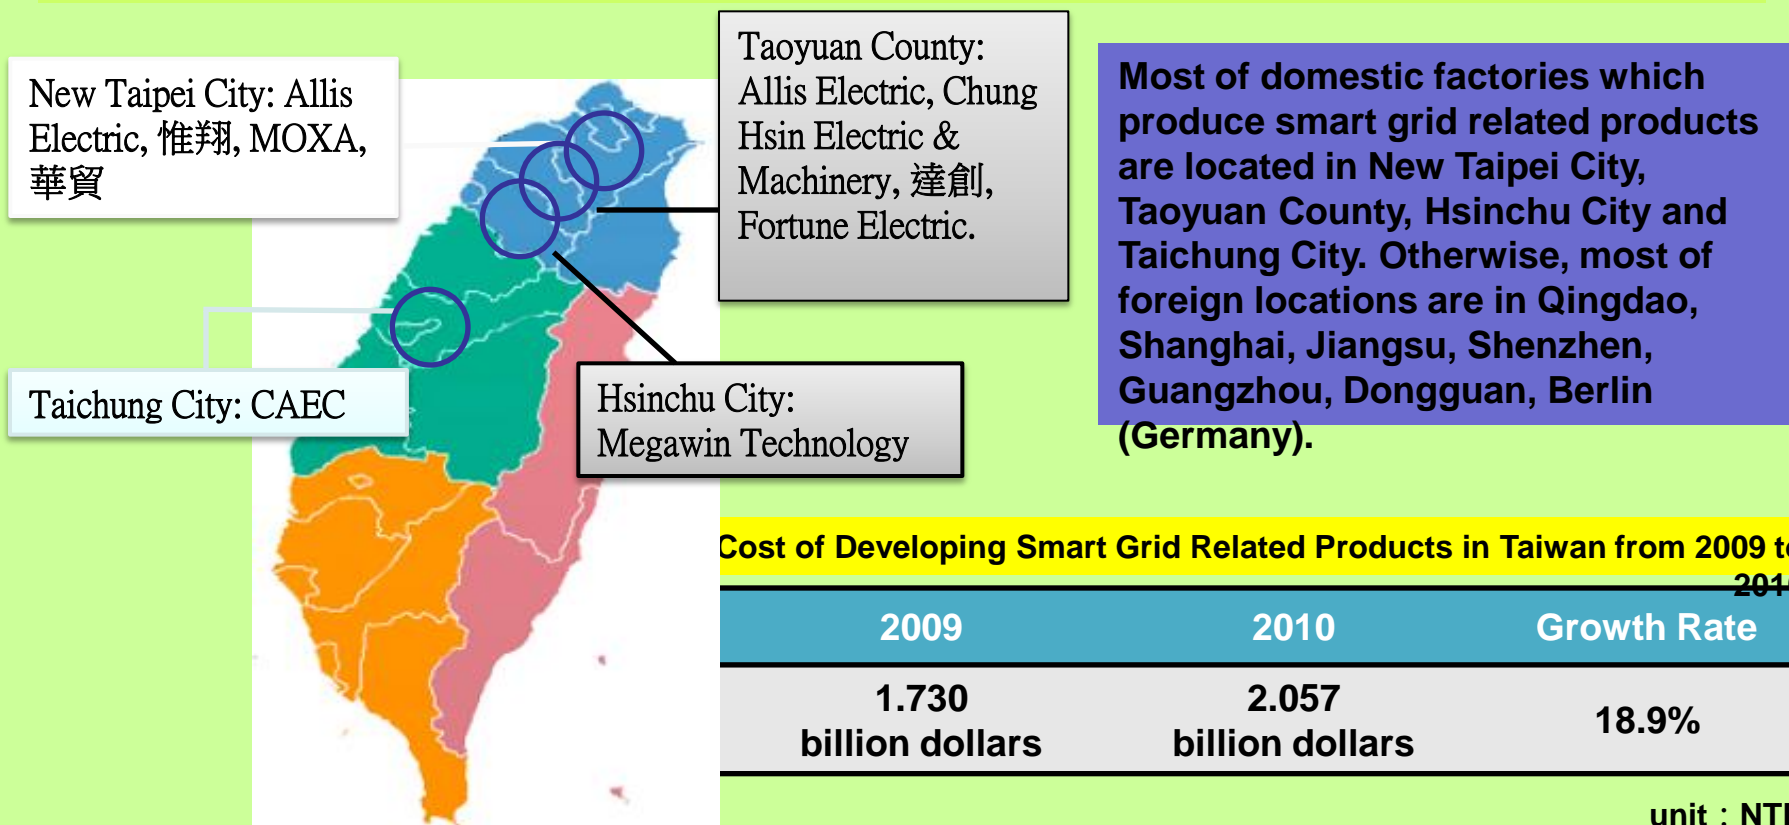 New Taipei City: Allis
Electric, 惟翔, MOXA,
華貿
Taoyuan County:
Allis Electric, Chung
Hsin Electric &
Machinery, 達創,
Fortune Electric.
Most of domestic factories which
produce smart grid related products
are located in New Taipei City,
Taoyuan County, Hsinchu City and
Taichung City. Otherwise, most of
foreign locations are in Qingdao,
Shanghai, Jiangsu, Shenzhen,
Guangzhou, Dongguan, Berlin
(Germany).
Taichung City: CAEC
Hsinchu City:
Megawin Technology
Cost of Developing Smart Grid Related Products in Taiwan from 2009 to
2010
2009 2010 Growth Rate
1.730 2.057 18.9%
billion dollars billion dollars
unit：NT